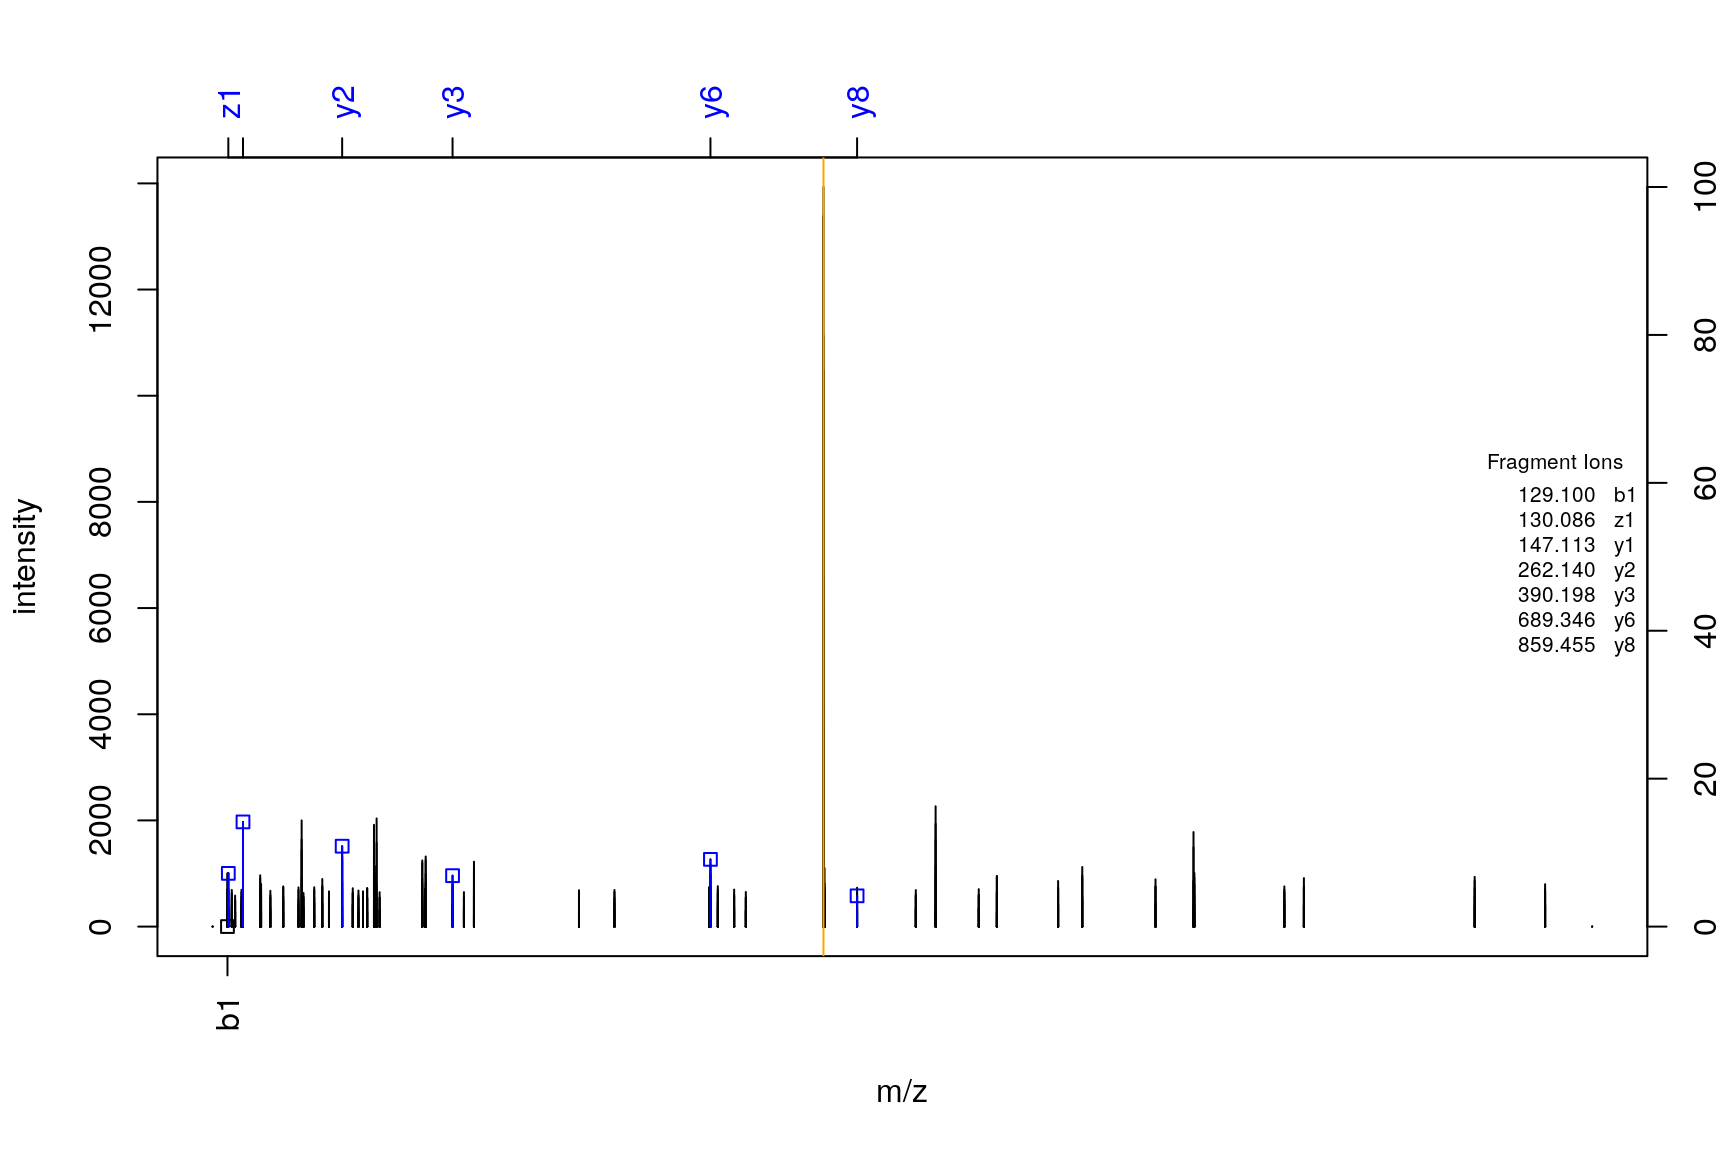 z1 y2 y3 y6 y8
100
80
60
40
20
0
12000
8000
6000
4000
2000
0
intensity
Fragment Ions
129.100 b1
130.086 z1
147.113 y1
262.140 y2
390.198 y3
689.346 y6
859.455 y8
b1
m/z